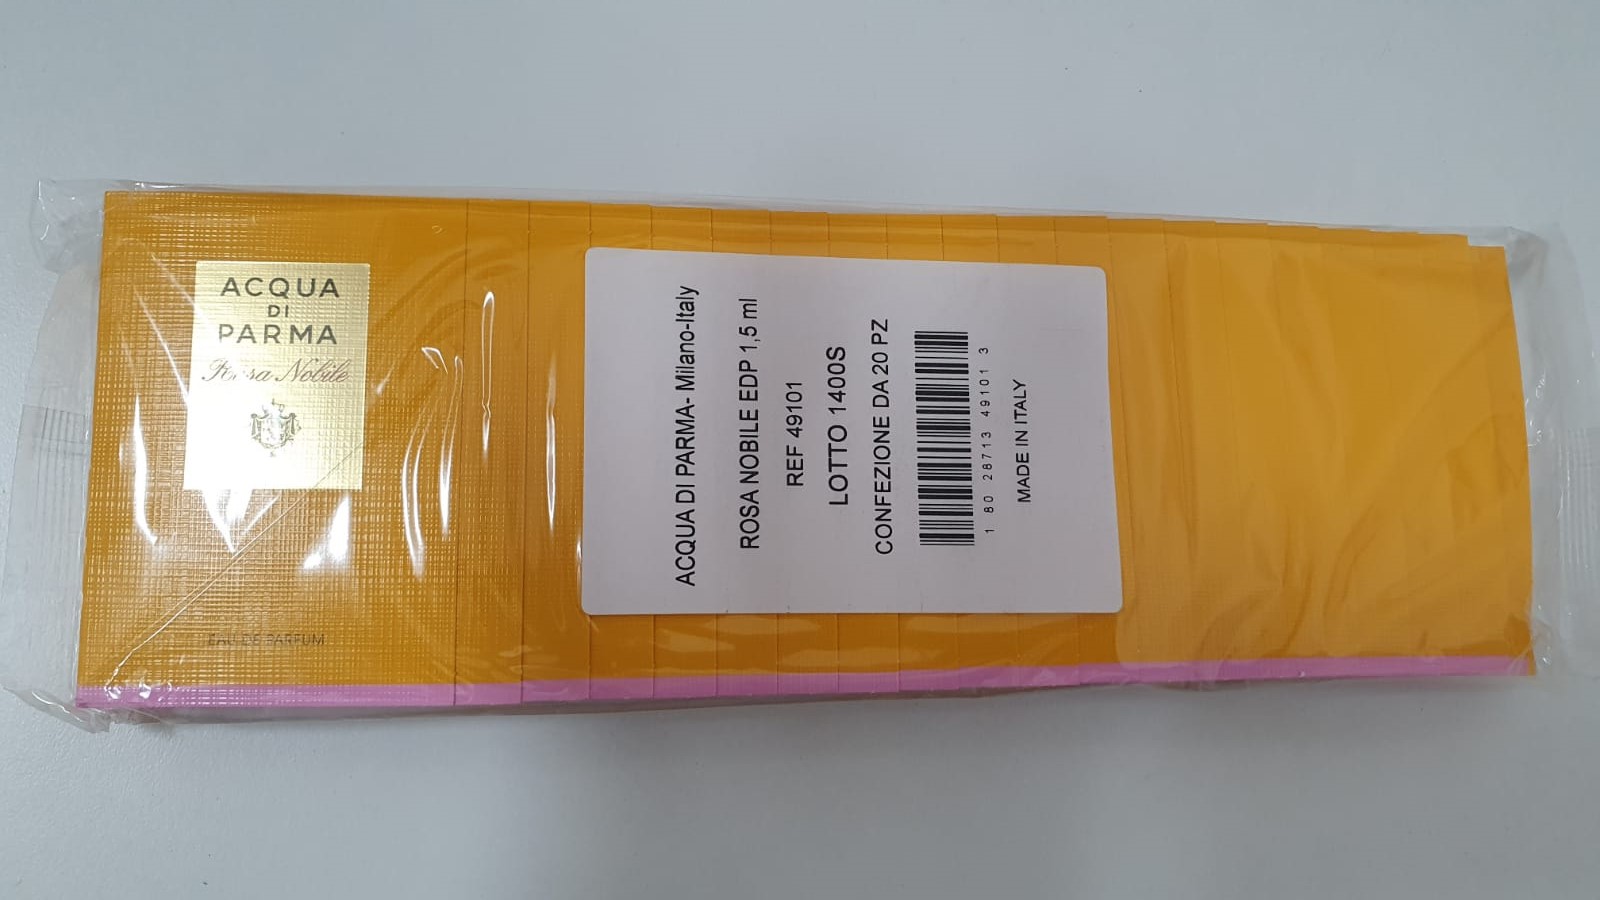 ACQUA
DI
PARMA
Rosa Nobile
EAU DE PARFUM
ACQUA DI PARMA- Milano-Italy
ROSA NOBILE EDP 1,5 ml
REF 49101
LOTTO 1400S
CONFEZIONE DA 20 PZ
1 80 28713 49101 3
MADE IN ITALY